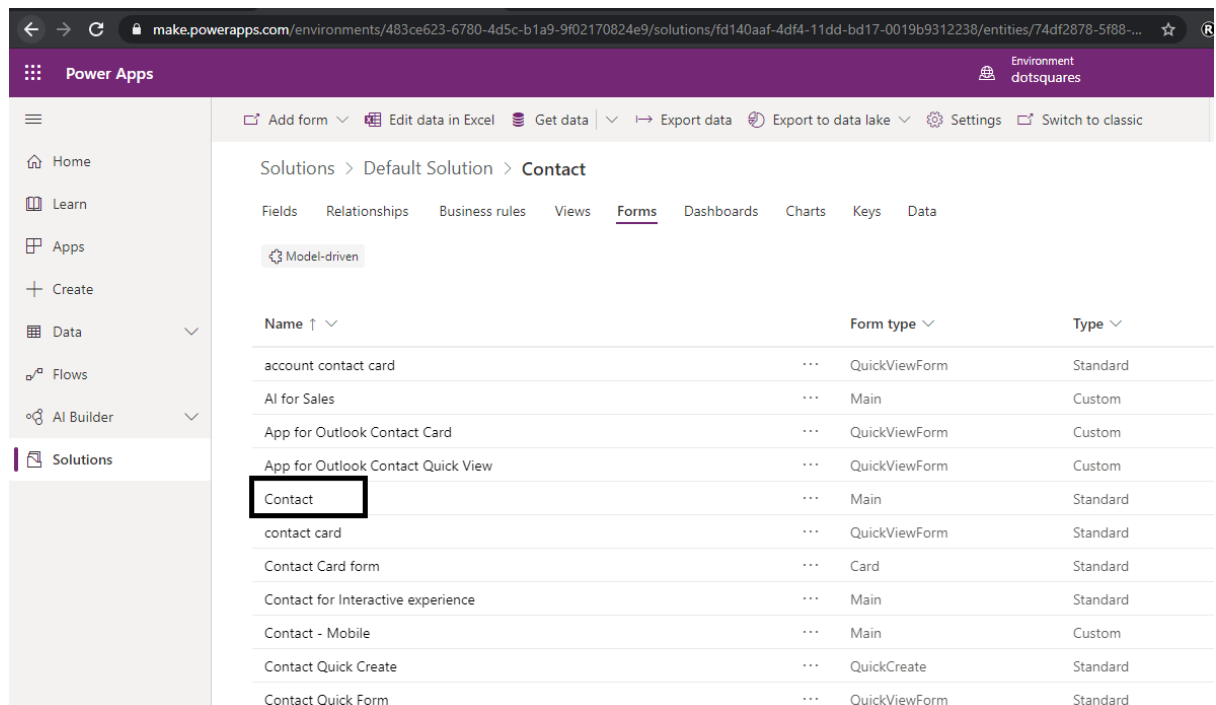 make.powerapps.com/environments/483ce623-6780-4d5c-b1a9-9f02170824e9/solutions/fd140aaf-4df4-11dd-bd17-0019b9312238/entities/74df2878-5f88-...
R
Power Apps
Environment
dotsquares
Add form Edit data in Excel Get data Export data Export to data lake Settings Switch to classic
Home
Learn
Apps
Create
Data
Flows
AI Builder
Solutions
Solutions > Default Solution > Contact
Fields Relationships Business rules Views Forms Dashboards Charts Keys Data
Model-driven
Name ↑ Form type Type
account contact card ... QuickViewForm Standard
AI for Sales ... Main Custom
App for Outlook Contact Card ... QuickViewForm Custom
App for Outlook Contact Quick View ... QuickViewForm Custom
Contact ... Main Standard
contact card ... QuickViewForm Standard
Contact Card form ... Card Standard
Contact for Interactive experience ... Main Standard
Contact - Mobile ... Main Custom
Contact Quick Create ... QuickCreate Standard
Contact Quick Form ... QuickViewForm Standard